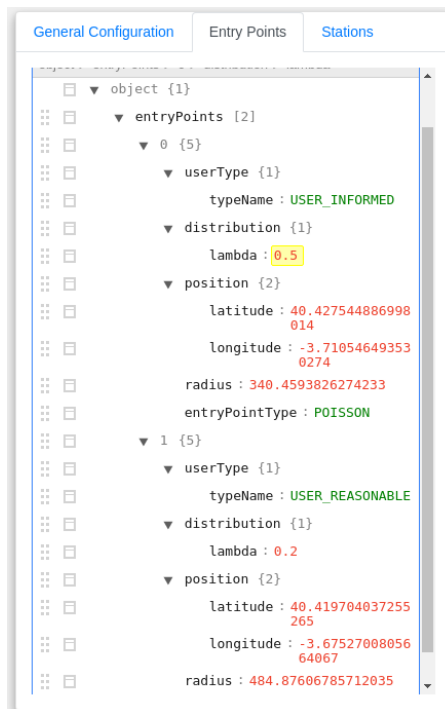 General Configuration Entry Points Stations
object {1}
entryPoints [2]
0 {5}
userType {1}
typeName : USER_INFORMED
distribution {1}
lambda : 0.5
position {2}
latitude : 40.427544886998
014
longitude : -3.71054649353
0274
radius : 340.4593826274233
entryPointType : POISSON
1 {5}
userType {1}
typeName : USER_REASONABLE
distribution {1}
lambda : 0.2
position {2}
latitude : 40.419704037255
265
longitude : -3.67527008056
64067
radius : 484.87606785712035